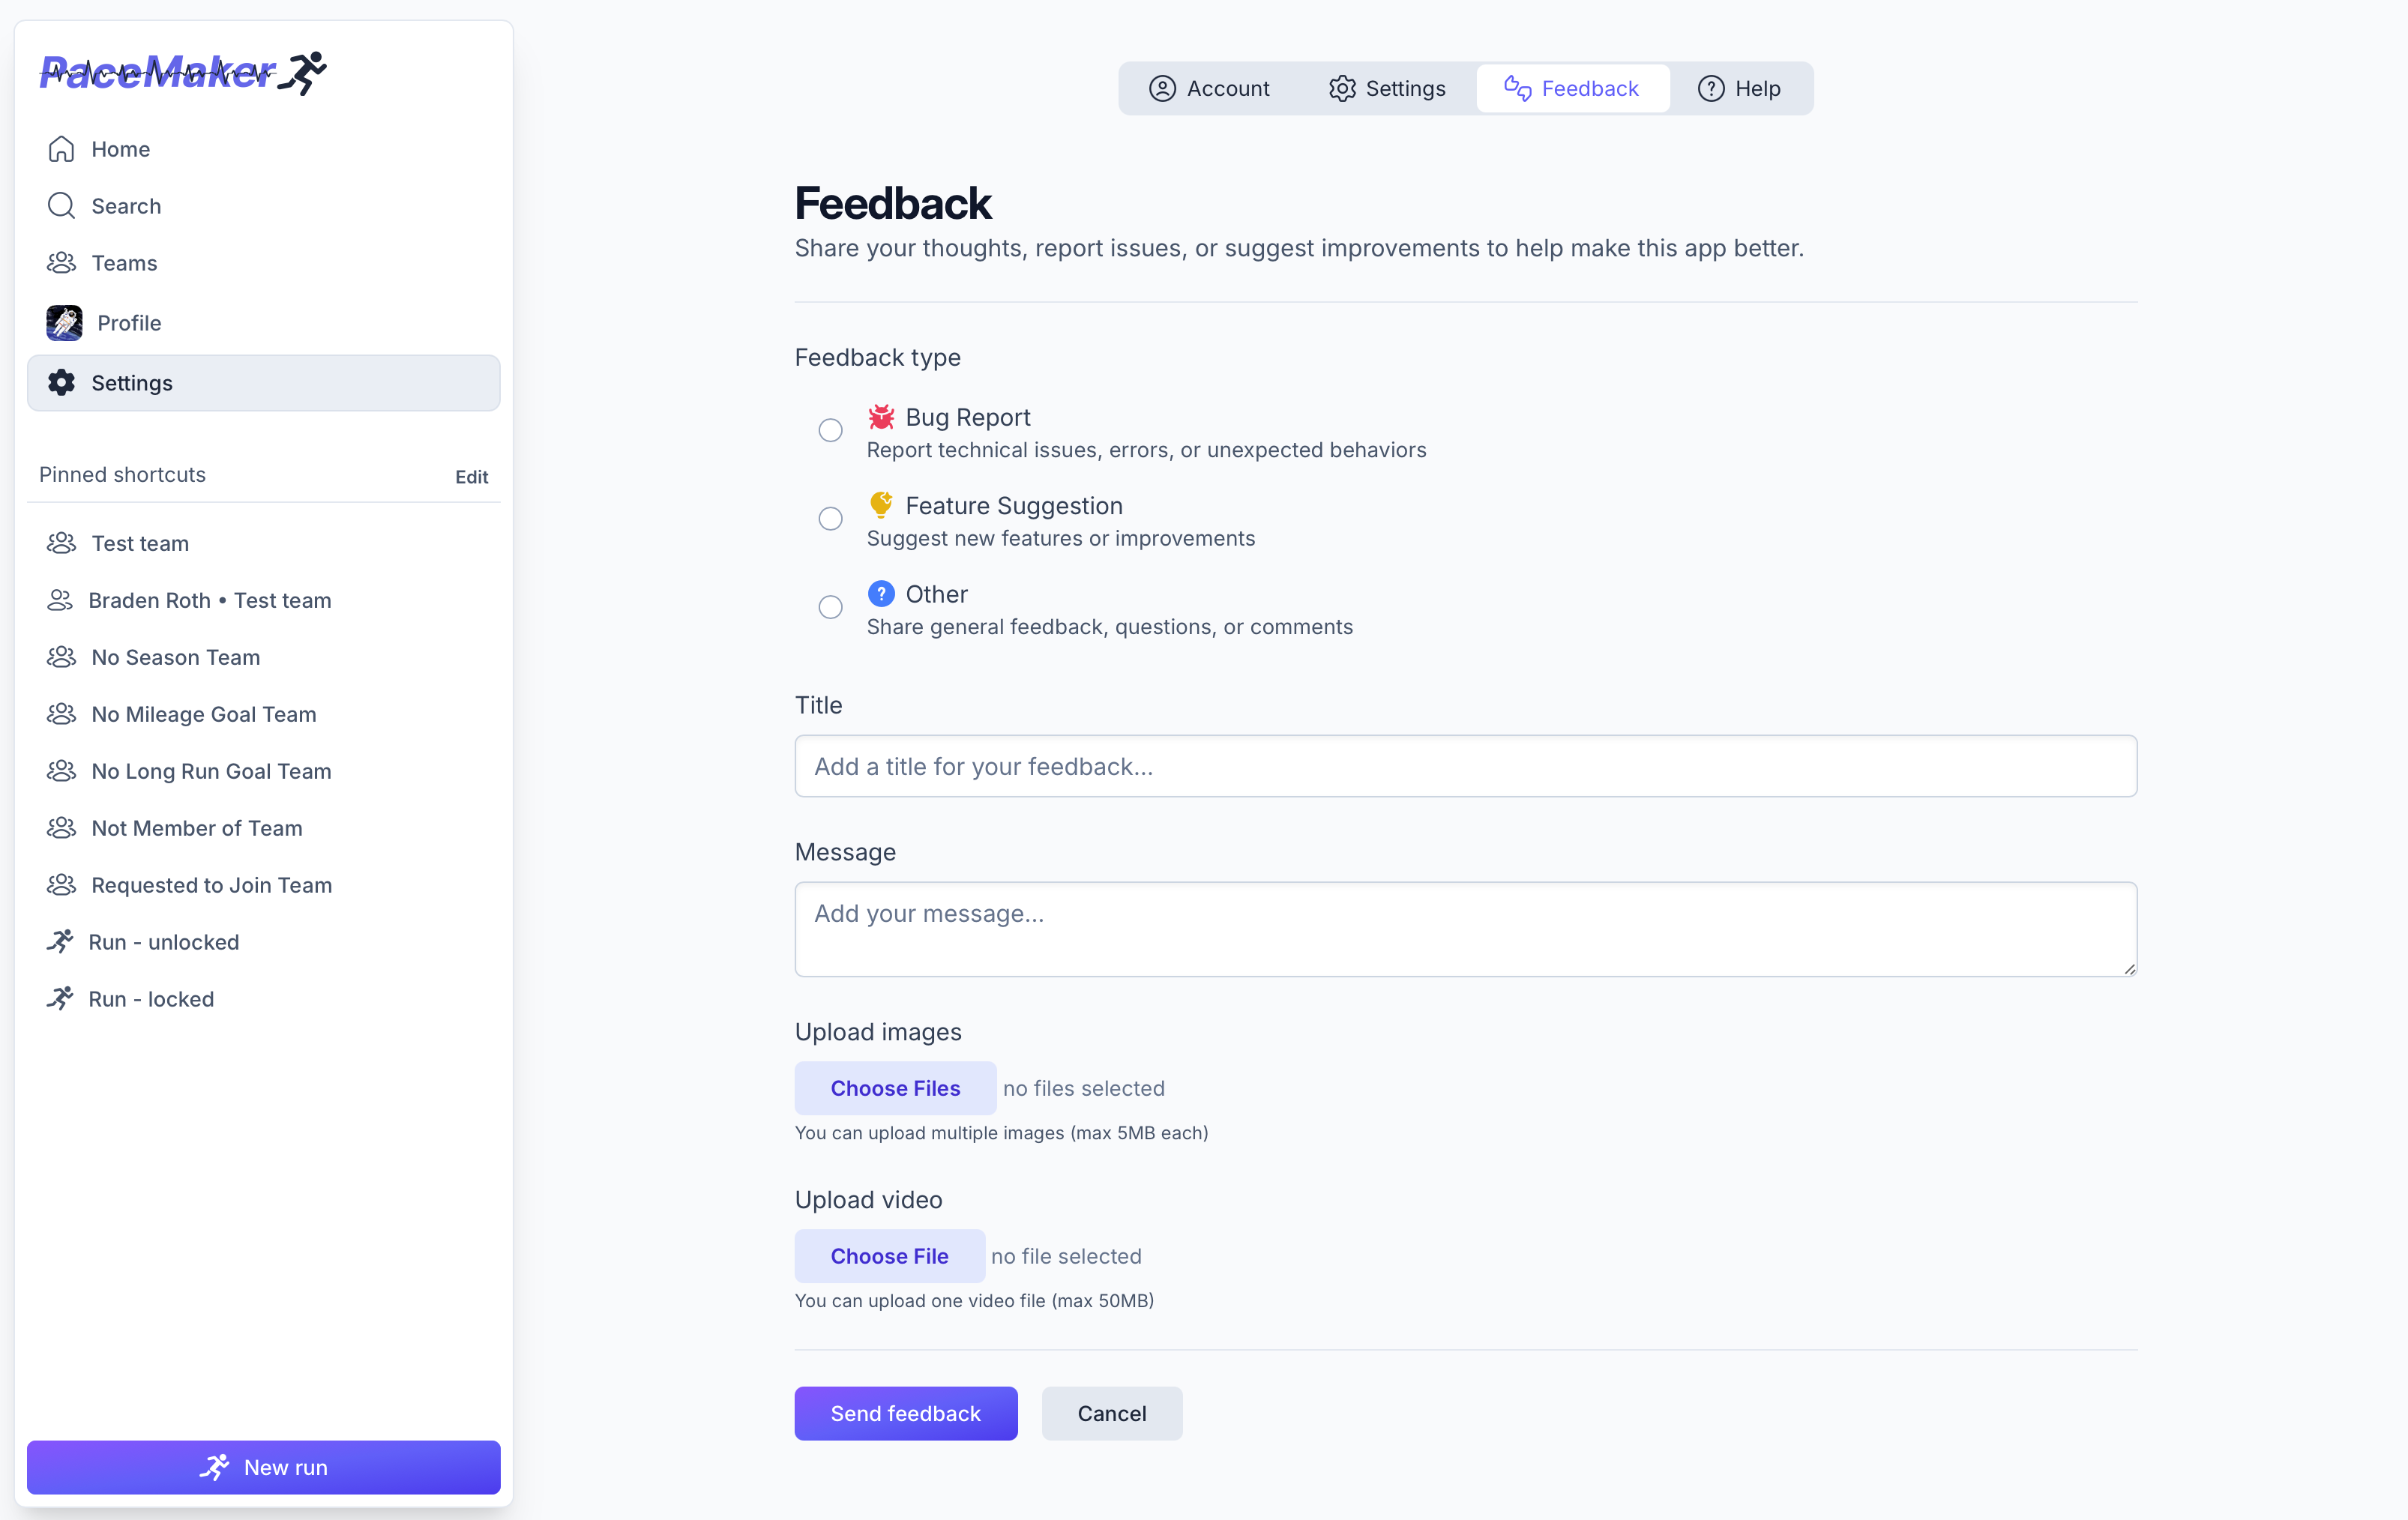 PaceMaker
Home
Search
Teams
Profile
Settings
Pinned shortcuts
Edit
Test team
Braden Roth • Test team
No Season Team
No Mileage Goal Team
No Long Run Goal Team
Not Member of Team
Requested to Join Team
Run - unlocked
Run - locked
New run
Account
Settings
Feedback
Help
Feedback
Share your thoughts, report issues, or suggest improvements to help make this app better.
Feedback type
Bug Report
Report technical issues, errors, or unexpected behaviors
Feature Suggestion
Suggest new features or improvements
Other
Share general feedback, questions, or comments
Title
Add a title for your feedback...
Message
Add your message...
Upload images
Choose Files no files selected
You can upload multiple images (max 5MB each)
Upload video
Choose File no file selected
You can upload one video file (max 50MB)
Send feedback
Cancel